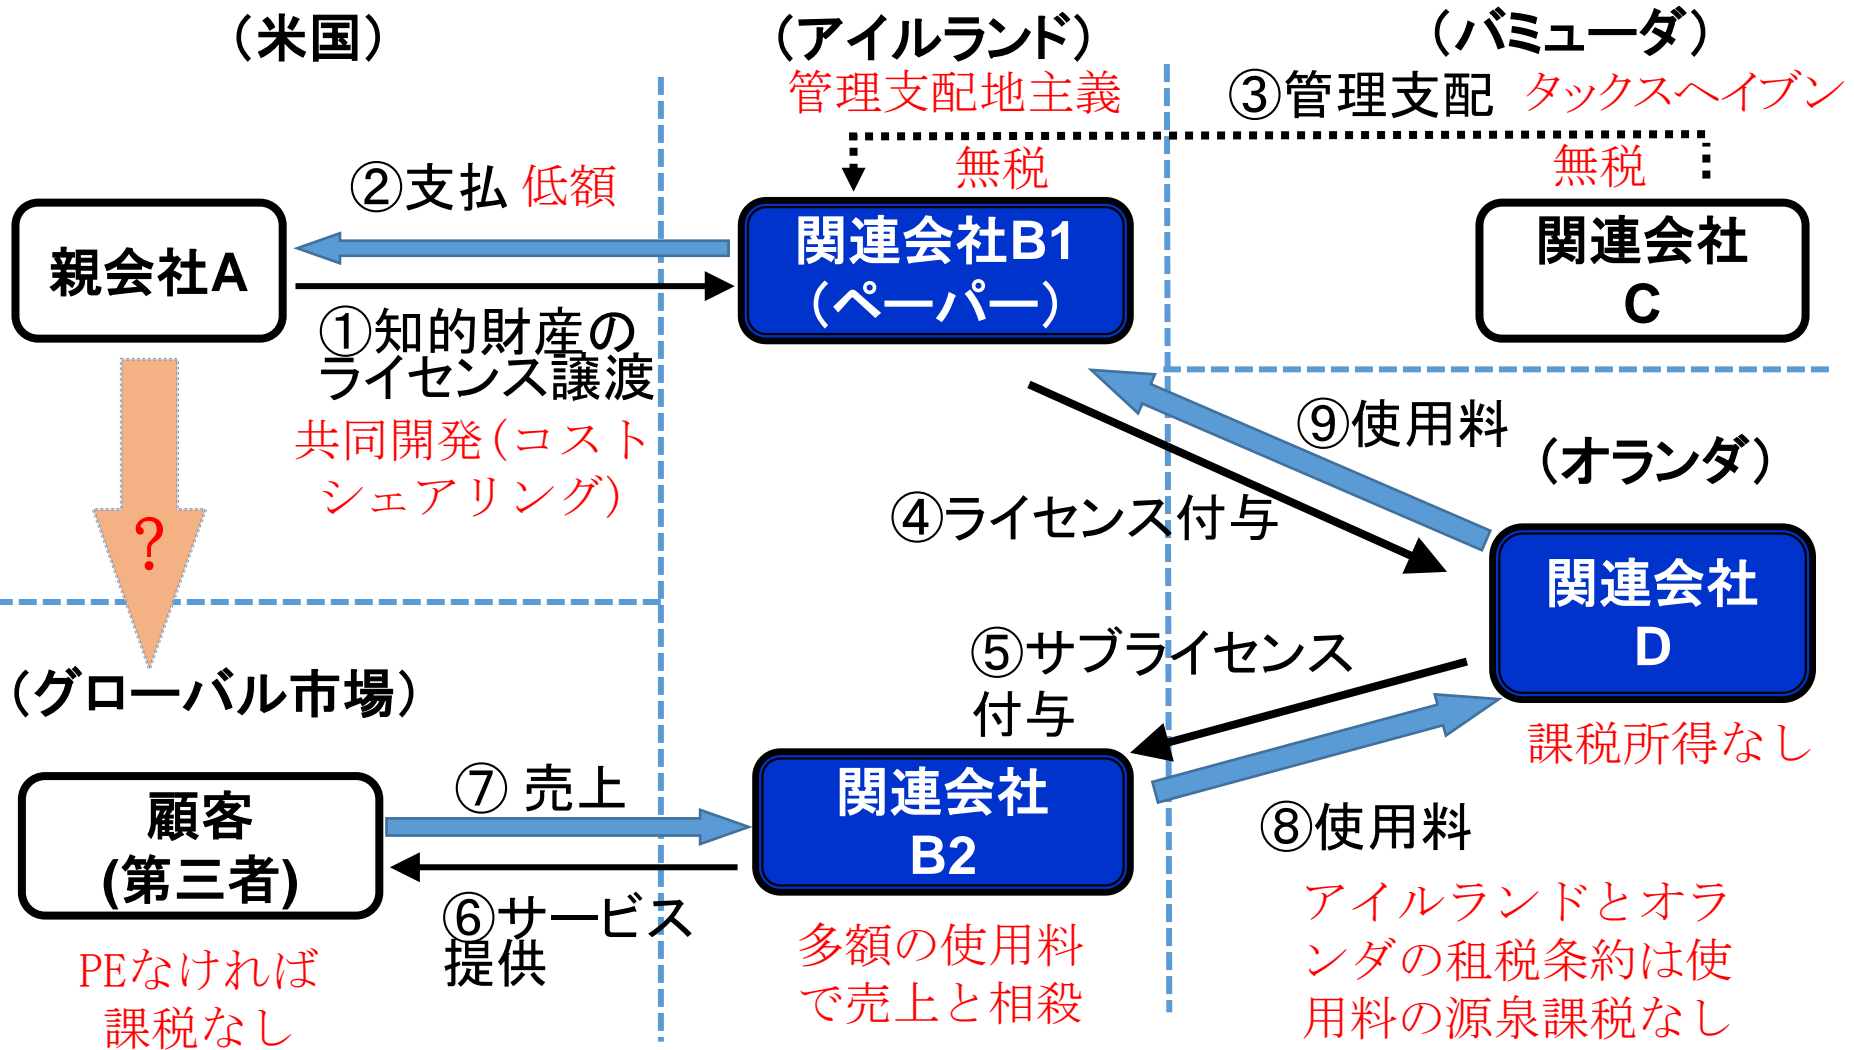 （米国）
（アイルランド）
（バミューダ）
管理支配地主義
③管理支配
タックスヘイブン
②支払 低額
無税
無税
親会社A
関連会社B1
（ペーパー）
関連会社
C
①知的財産の
ライセンス譲渡
共同開発(コスト
シェアリング)
⑨使用料
（オランダ）
④ライセンス付与
?
関連会社
D
⑤サブライセンス
付与
（グローバル市場）
課税所得なし
⑦ 売上
関連会社
B2
顧客
(第三者)
⑧使用料
⑥サービス
提供
PEなければ
課税なし
多額の使用料
で売上と相殺
アイルランドとオラ
ンダの租税条約は使
用料の源泉課税なし